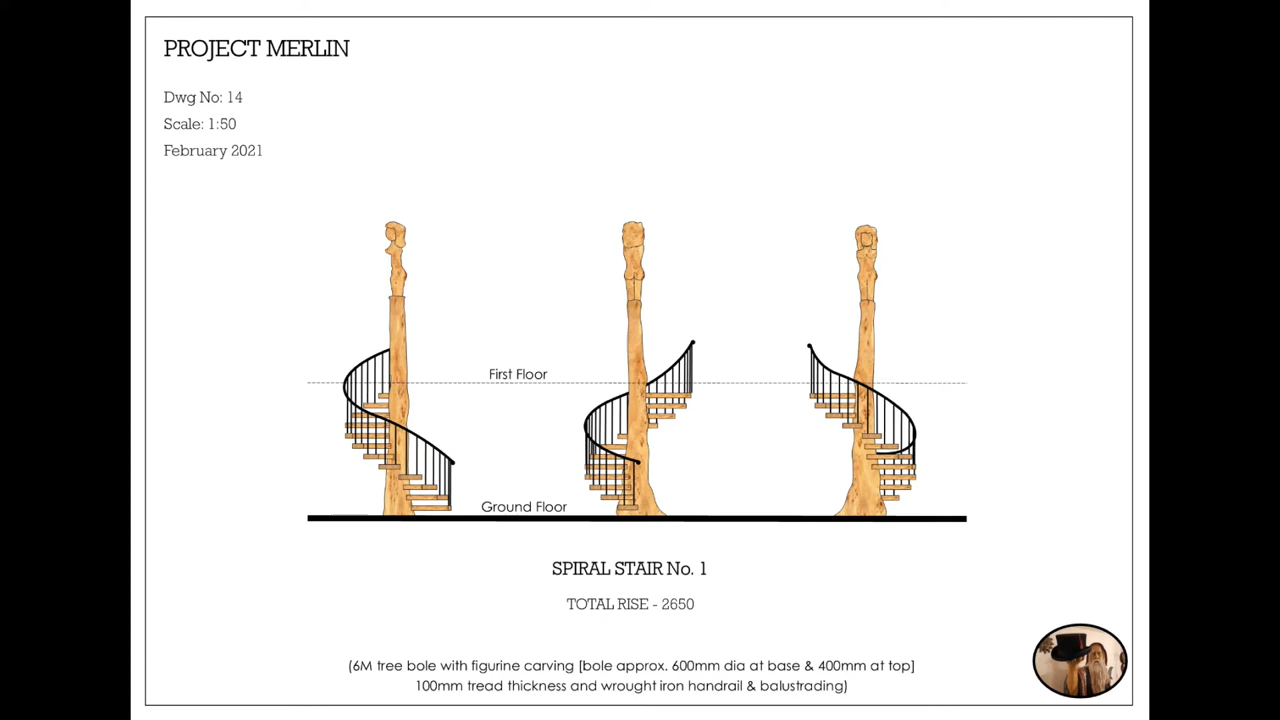 PROJECT MERLIN
Dwg No: 14
Scale: 1:50
February 2021
First Floor
Ground Floor
SPIRAL STAIR No. 1
TOTAL RISE - 2650
(6M tree bole with figurine carving [bole approx. 600mm dia at base & 400mm at top]
100mm tread thickness and wrought iron handrail & balustrading)